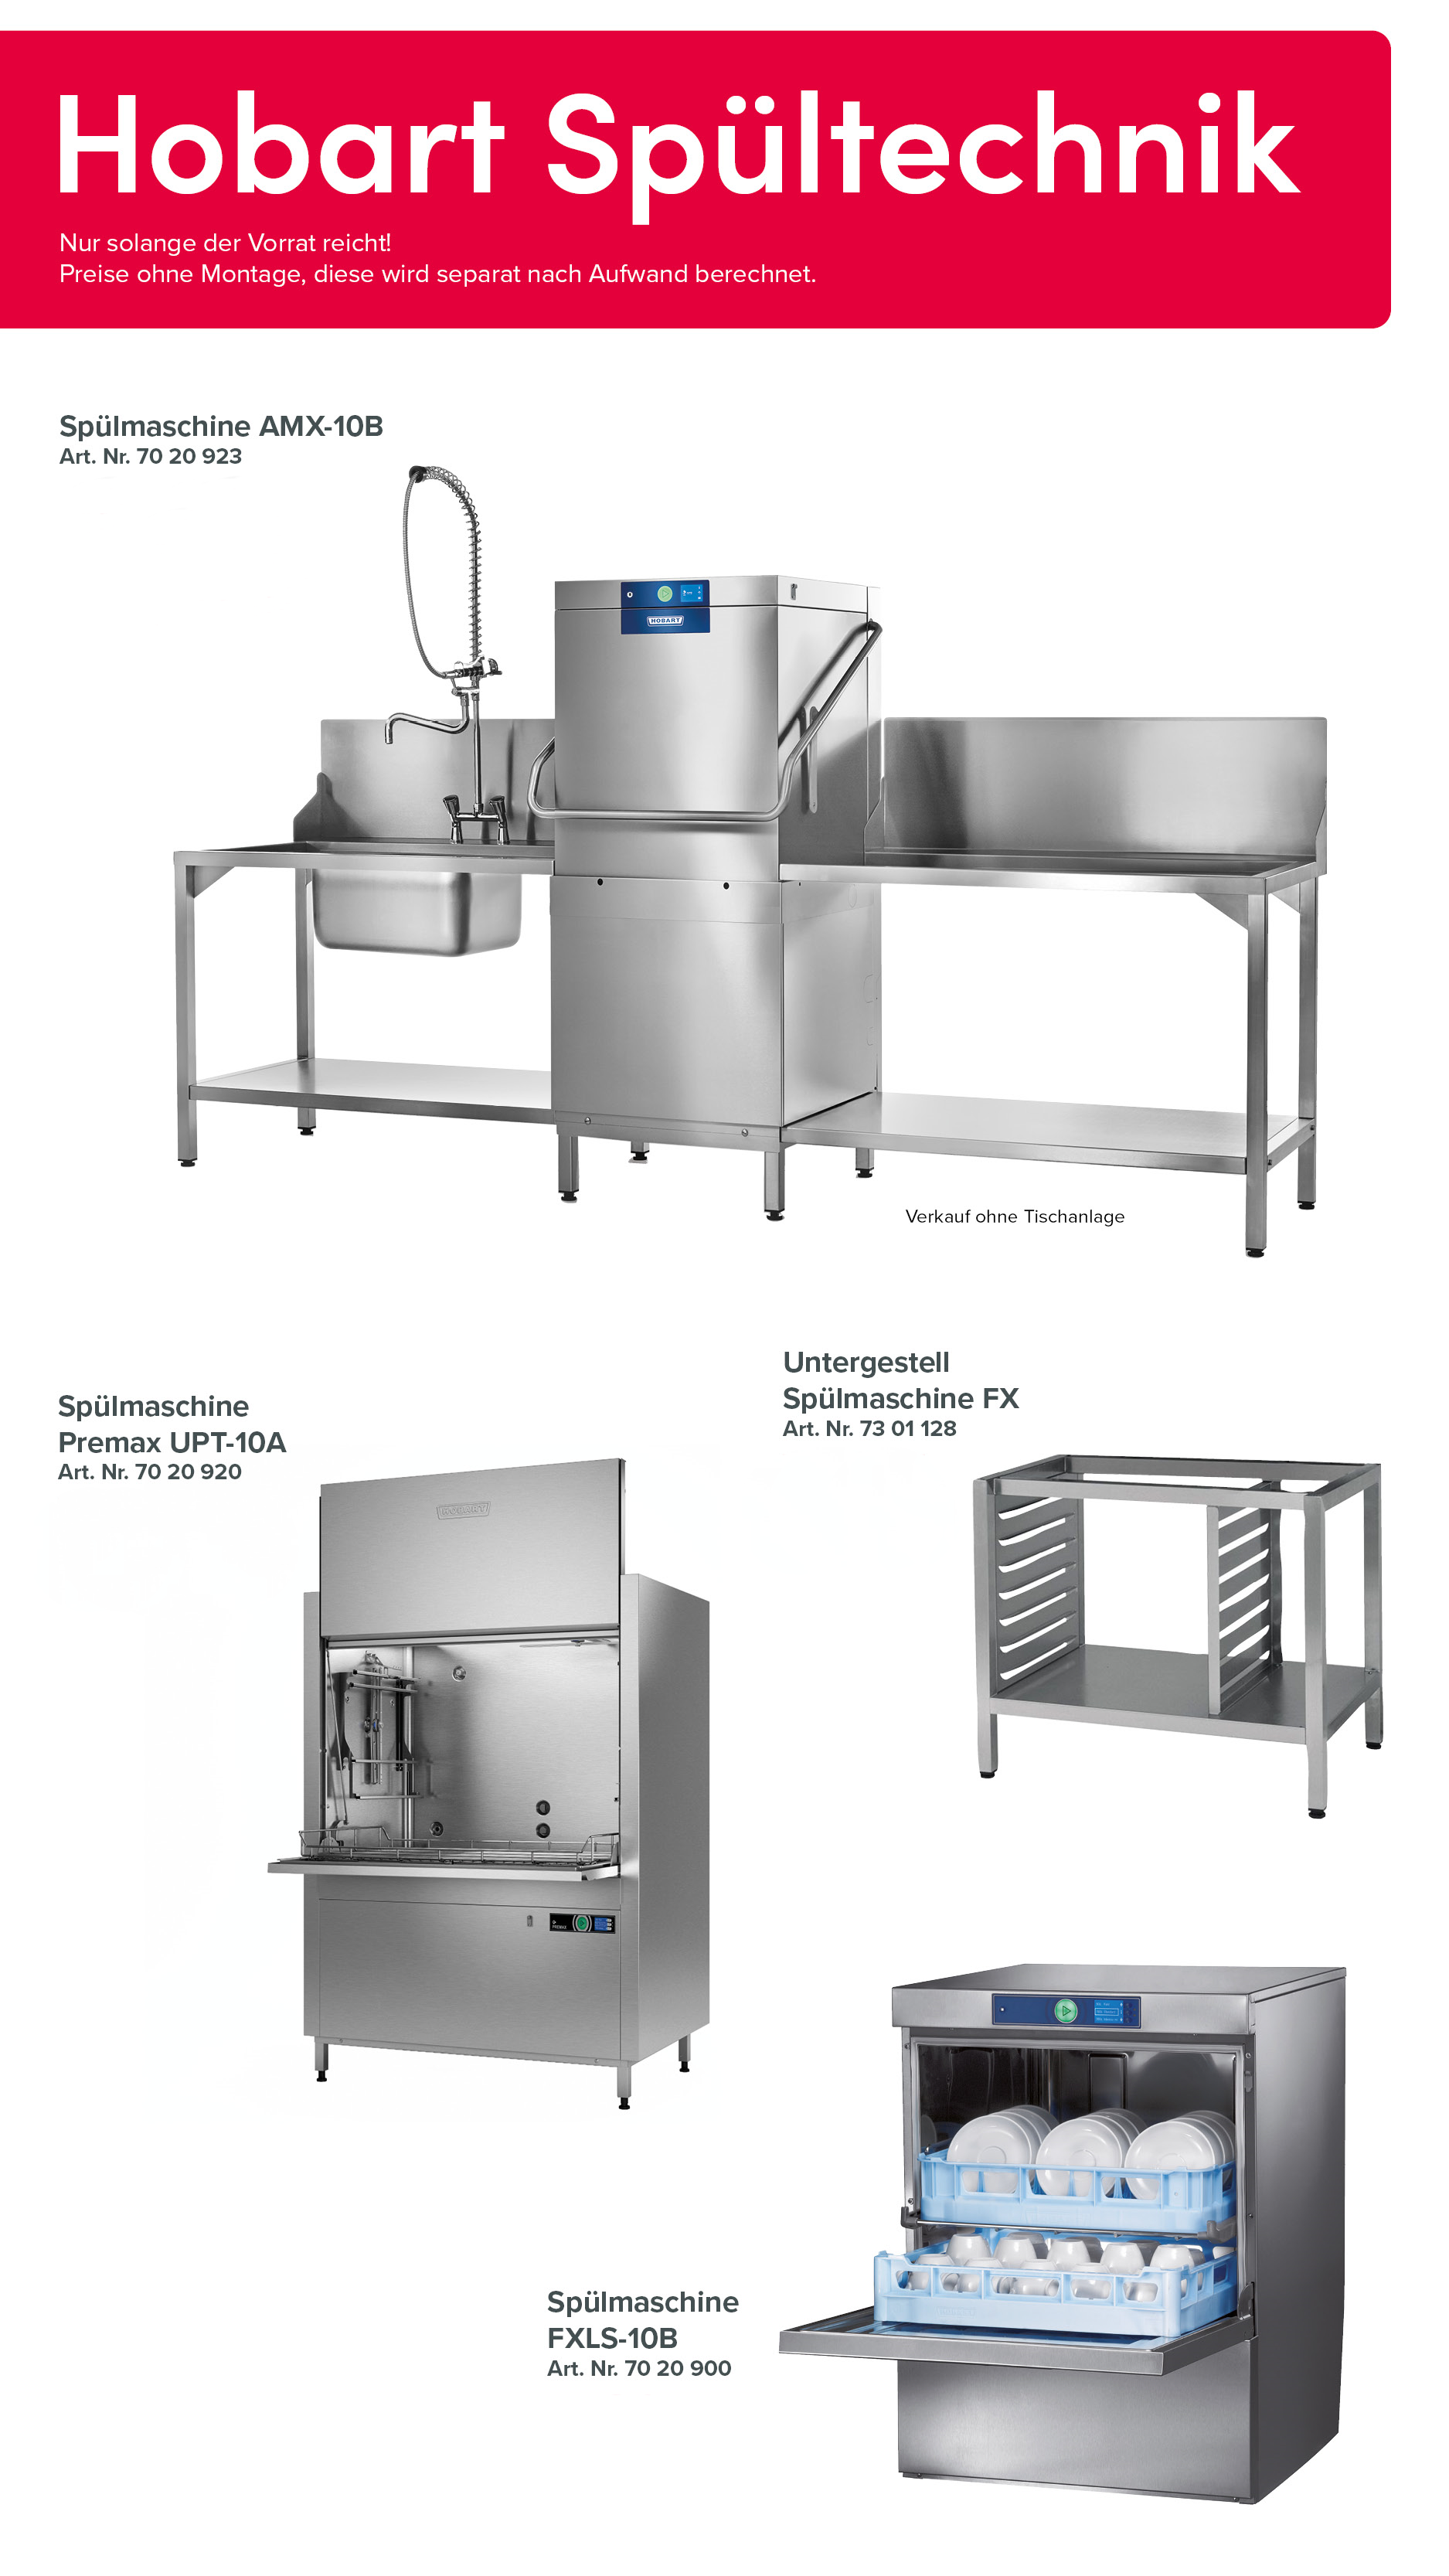 Hobart Spültechnik
Nur solange der Vorrat reicht!
Preise ohne Montage, diese wird separat nach Aufwand berechnet.
Spülmaschine AMX-10B
Art. Nr. 70 20 923
HOBART
Verkauf ohne Tischanlage
Untergestell
Spülmaschine FX
Art. Nr. 73 01 128
Spülmaschine
Premax UPT-10A
Art. Nr. 70 20 920
HOBART
PREMAX
Spülmaschine
FXLS-10B
Art. Nr. 70 20 900